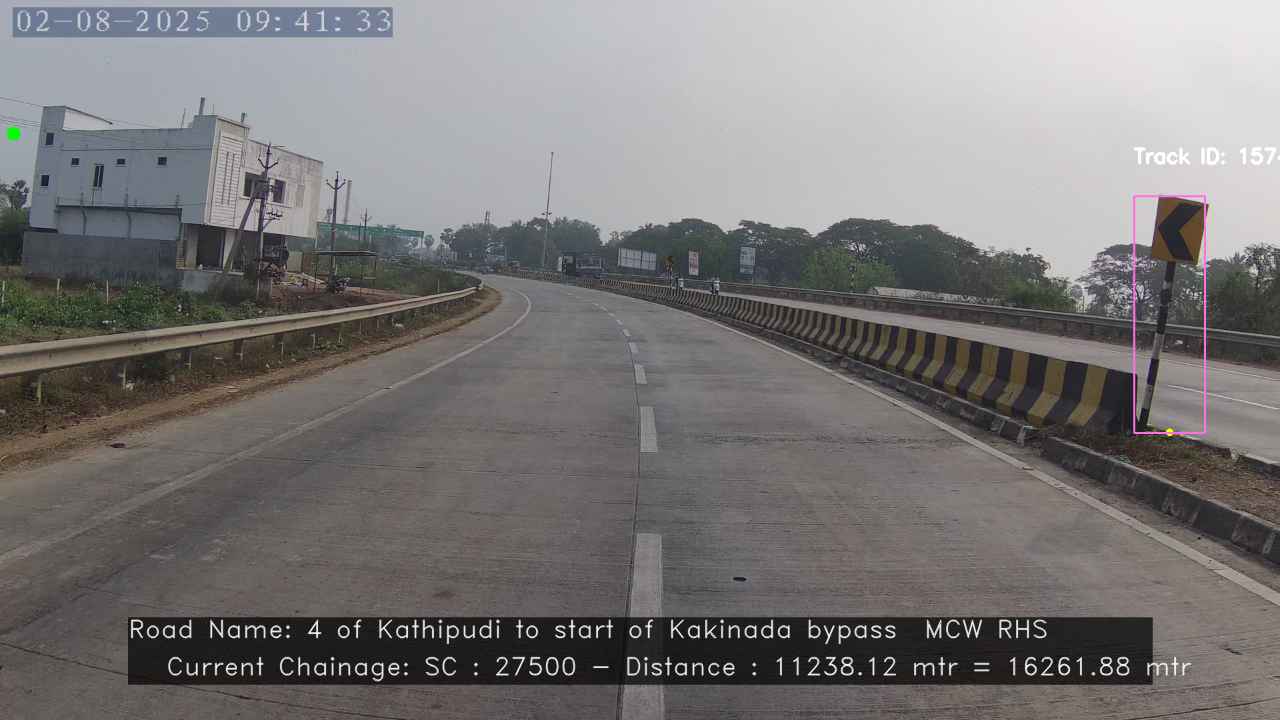 02-08-2025 09:41:33
Track ID: 157
Road Name: 4 of Kathipudi to start of Kakinada bypass MCW RHS
Current Chainage: SC : 27500 - Distance : 11238.12 mtr = 16261.88 mtr